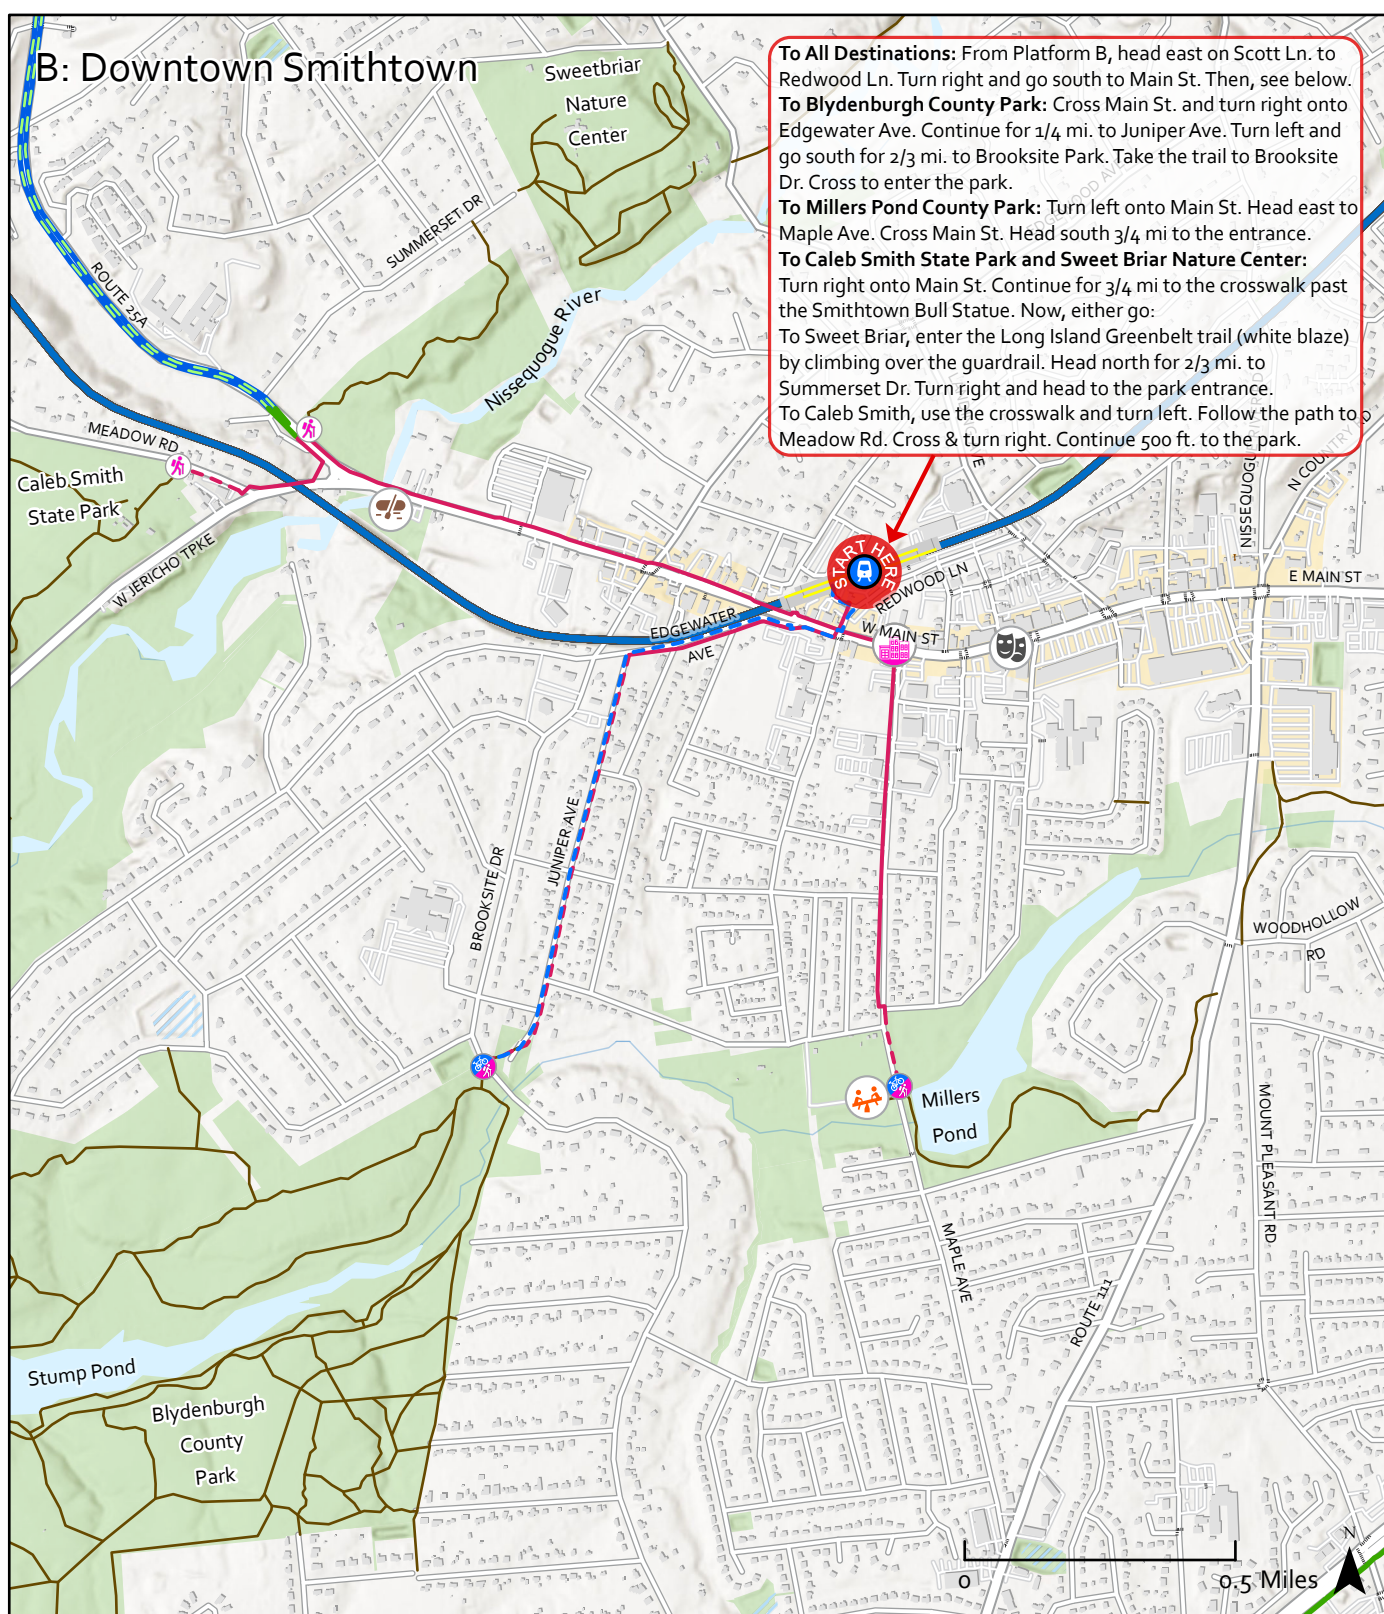 B: Downtown Smithtown
To All Destinations: From Platform B, head east on Scott Ln. to
Redwood Ln. Turn right and go south to Main St. Then, see below.
To Blydenburgh County Park: Cross Main St. and turn right onto
Edgewater Ave. Continue for 1/4 mi. to Juniper Ave. Turn left and
go south for 2/3 mi. to Brooksite Park. Take the trail to Brooksite
Dr. Cross to enter the park.
To Millers Pond County Park: Turn left onto Main St. Head east to
Maple Ave. Cross Main St. Head south 3/4 mi to the entrance.
To Caleb Smith State Park and Sweet Briar Nature Center:
Turn right onto Main St. Continue for 3/4 mi to the crosswalk past
the Smithtown Bull Statue. Now, either go:
To Sweet Briar, enter the Long Island Greenbelt trail (white blaze)
by climbing over the guardrail. Head north for 2/3 mi. to
Summerset Dr. Turn right and head to the park entrance.
To Caleb Smith, use the crosswalk and turn left. Follow the path to
Meadow Rd. Cross & turn right. Continue 500 ft. to the park.
Sweetbriar
Nature
Center
SUMMERSET DR
ROUTE 25A
Nissequogue River
MEADOW RD
Caleb Smith
State Park
W JERICHO TPKE
START HERE
REDWOOD LN
N COUNTRY RD
E MAIN ST
EDGEWATER
AVE
W MAIN ST
JUNIPER AVE
BROOKSITE DR
WOODHOLLOW
RD
Millers
Pond
MOUNT PLEASANT RD
MAPLE AVE
ROUTE 111
Stump Pond
Blydenburgh
County
Park
N
0
0.5 Miles